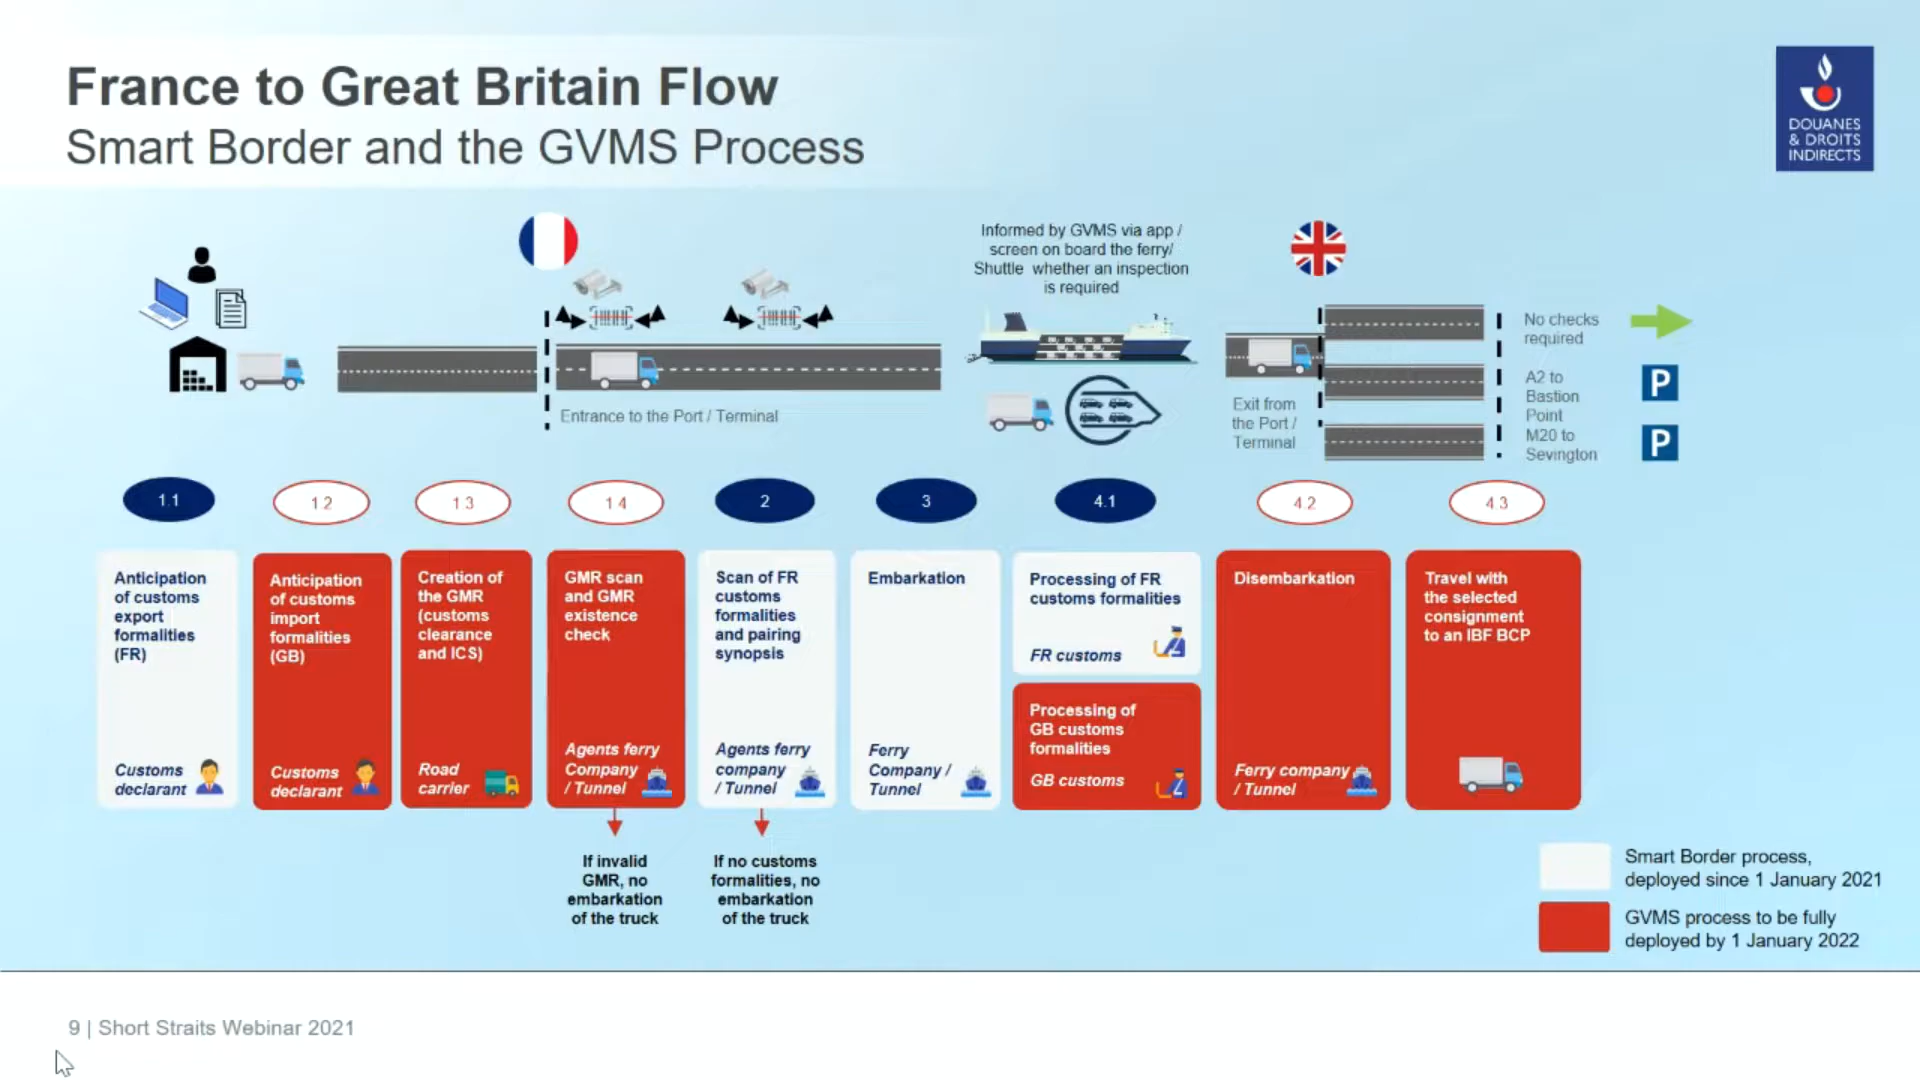 France to Great Britain Flow
Smart Border and the GVMS Process
DOUANES
& DROITS
INDIRECTS
Informed by GVMS via app /
screen on board the ferry/
Shuttle whether an inspection
is required
Entrance to the Port / Terminal
Exit from
the Port /
Terminal
No checks
required
A2 to
Bastion
Point
M20 to
Sevington
P
P
1.1
1 2
1 3
1 4
2
3
4.1
4 2
4 3
Anticipation
of customs
export
formalities
(FR)
Customs
declarant
Anticipation
of customs
import
formalities
(GB)
Customs
declarant
Creation of
the GMR
(customs
clearance
and ICS)
Road
carrier
GMR scan
and GMR
existence
check
Agents ferry
Company
/ Tunnel
Scan of FR
customs
formalities
and pairing
synopsis
Agents ferry
company
/ Tunnel
Embarkation
Ferry
Company /
Tunnel
Processing of FR
customs formalities
FR customs
Processing of
GB customs
formalities
GB customs
Disembarkation
Ferry company
/ Tunnel
Travel with
the selected
consignment
to an IBF BCP
If invalid
GMR, no
embarkation
of the truck
If no customs
formalities, no
embarkation
of the truck
Smart Border process,
deployed since 1 January 2021
GVMS process to be fully
deployed by 1 January 2022
9 | Short Straits Webinar 2021